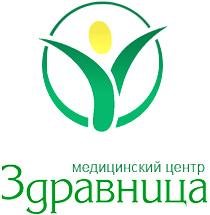 медицинский центр
Здравница